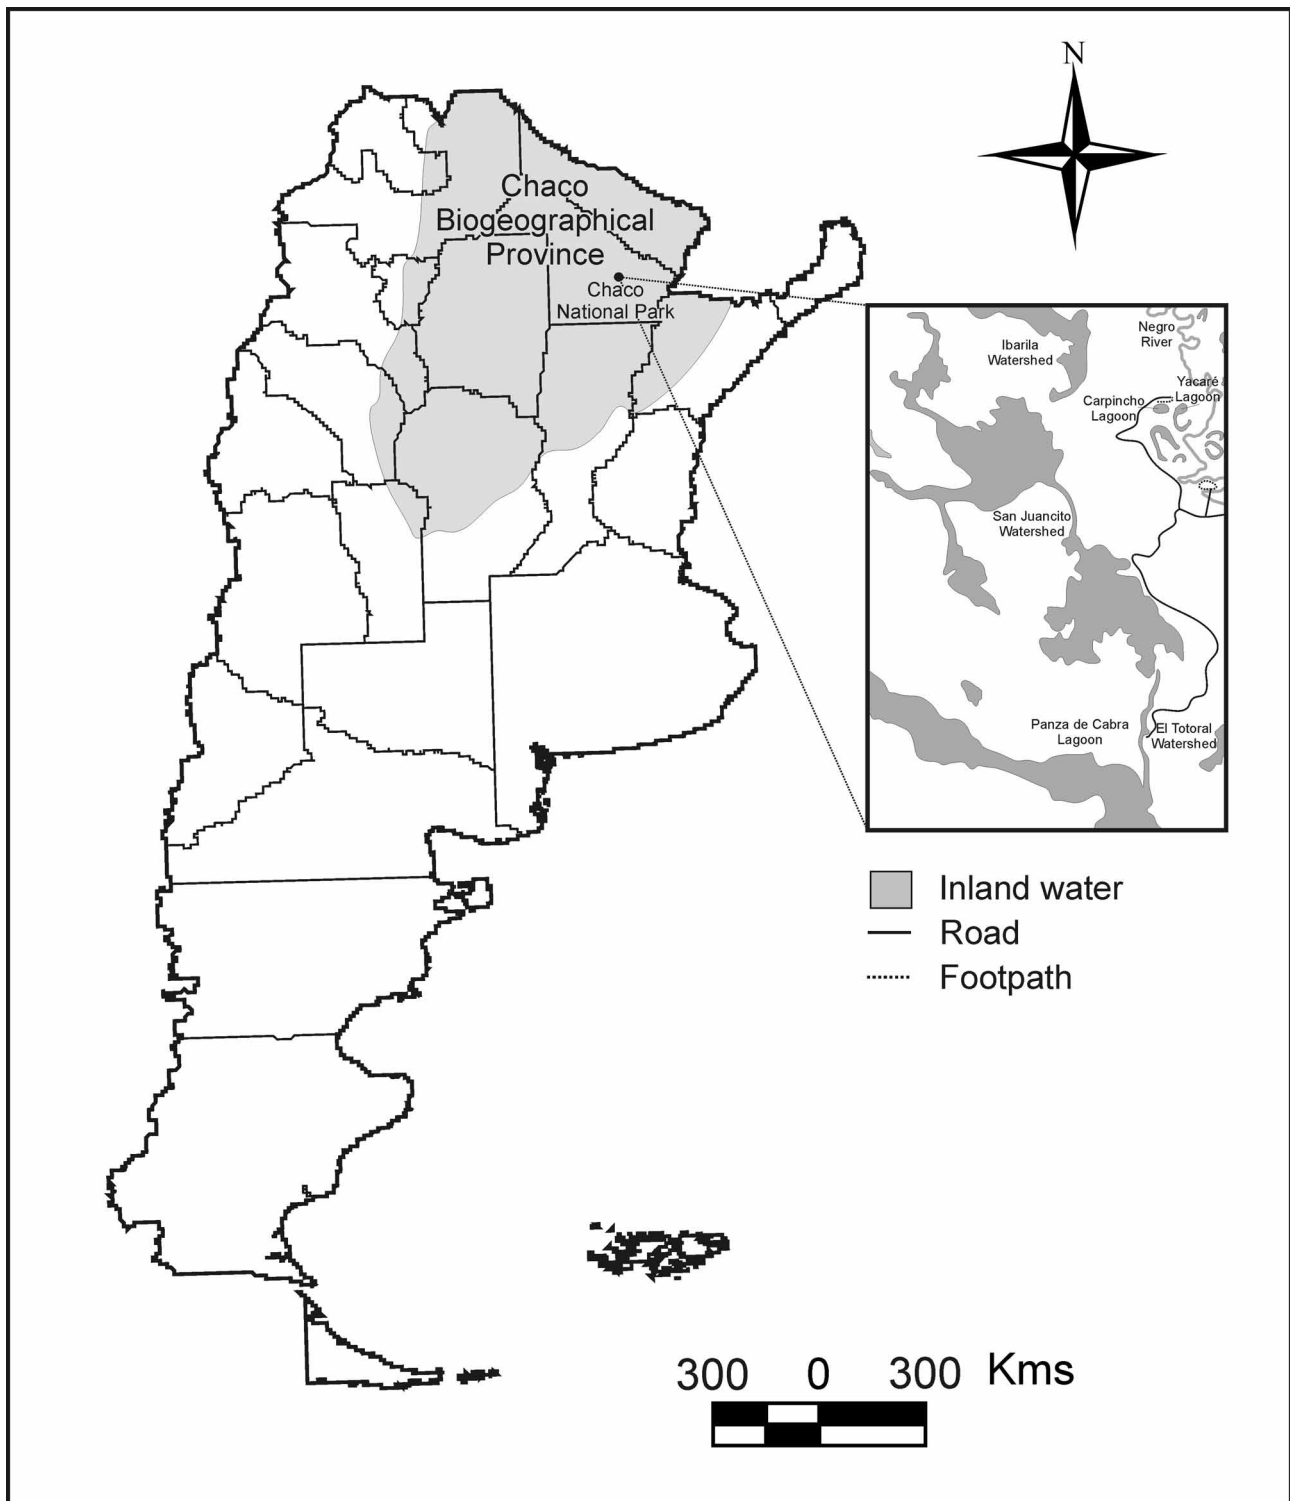 N
Chaco
Biogeographical
Province
Chaco
National Park
Negro
River
Ibarila
Watershed
Yacaré
Lagoon
Carpincho
Lagoon
San Juancito
Watershed
Panza de Cabra
Lagoon
El Totoral
Watershed
Inland water
Road
Footpath
300 0 300 Kms